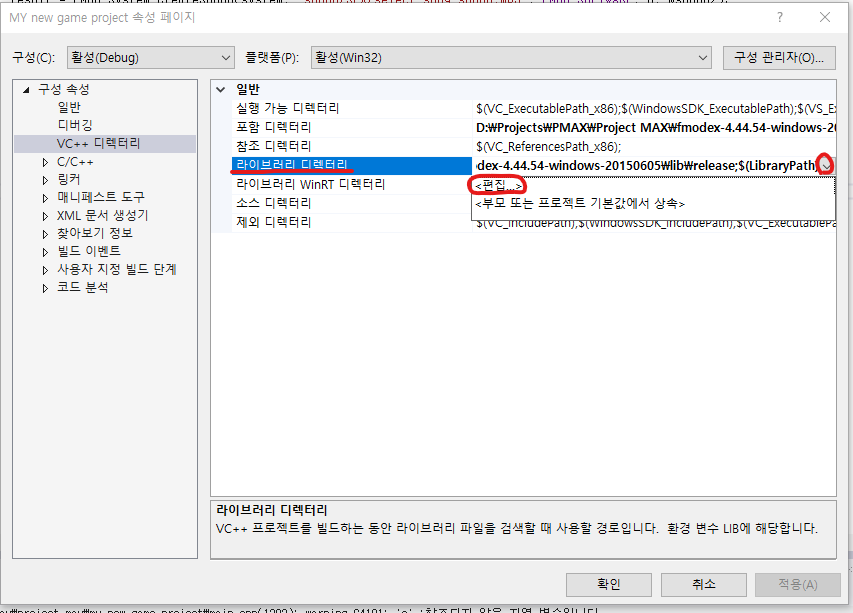 MY new game project 속성 페이지
구성(C): 활성(Debug) 플랫폼(P): 활성(Win32) 구성 관리자(O)...
구성 속성
일반
디버깅
VC++ 디렉터리
C/C++
링커
매니페스트 도구
XML 문서 생성기
찾아보기 정보
빌드 이벤트
사용자 지정 빌드 단계
코드 분석
일반
실행 가능 디렉터리 $(VC_ExecutablePath_x86);$(WindowsSDK_ExecutablePath);$(VS_Ex
포함 디렉터리 D:\Projects\PMAX\Project MAX\fmodex-4.44.54-windows-20
참조 디렉터리 $(VC_ReferencesPath_x86);
라이브러리 디렉터리 dex-4.44.54-windows-20150605\lib\release;$(LibraryPath)
라이브러리 WinRT 디렉터리 <편집...>
소스 디렉터리 <부모 또는 프로젝트 기본값에서 상속>
제외 디렉터리 $(VC_IncludePath);$(WindowsSDK_IncludePath);$(VC_ExecutablePa
라이브러리 디렉터리
VC++ 프로젝트를 빌드하는 동안 라이브러리 파일을 검색할 때 사용할 경로입니다. 환경 변수 LIB에 해당합니다.
확인 취소 적용(A)